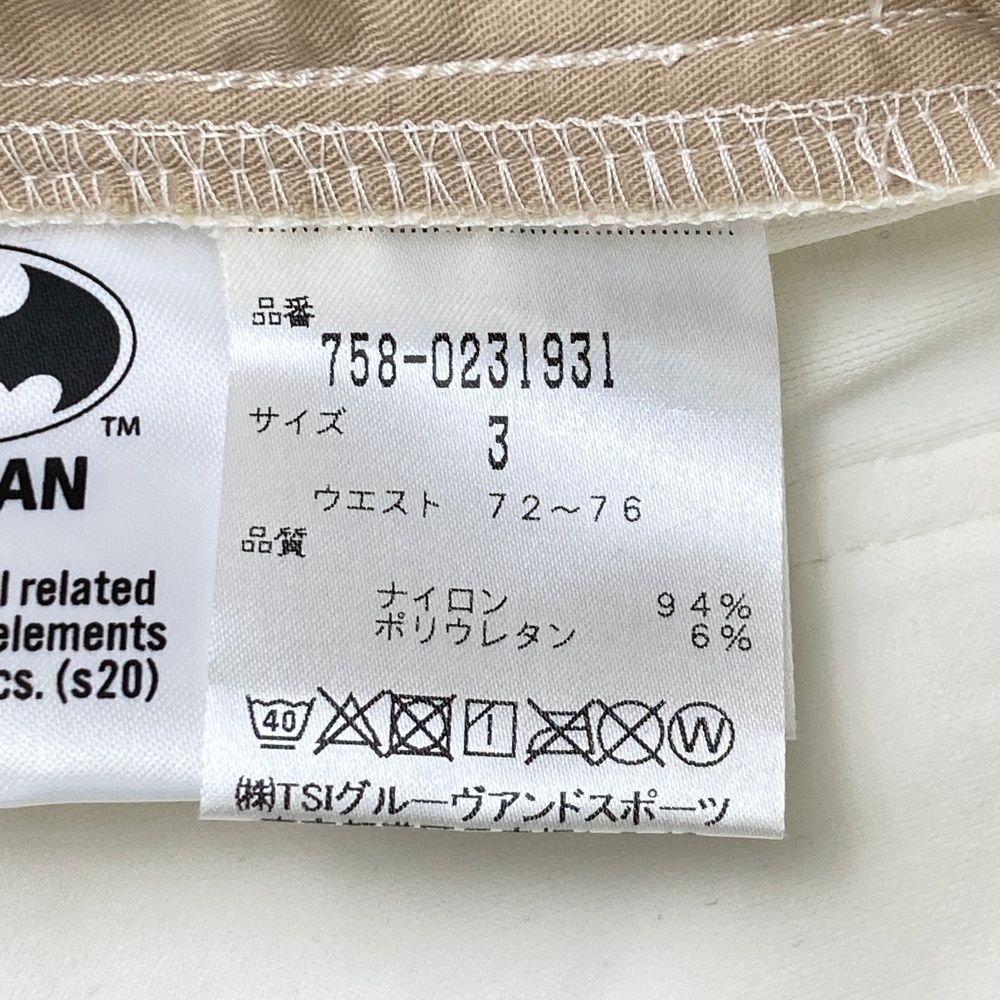 TM
AN
l related
elements
cs. (s20)
品番
758-0231931
サイズ
3
ウエスト 72～76
品質
ナイロン 94%
ポリウレタン 6%
40
W
(株)TSIグルーヴアンドスポーツ